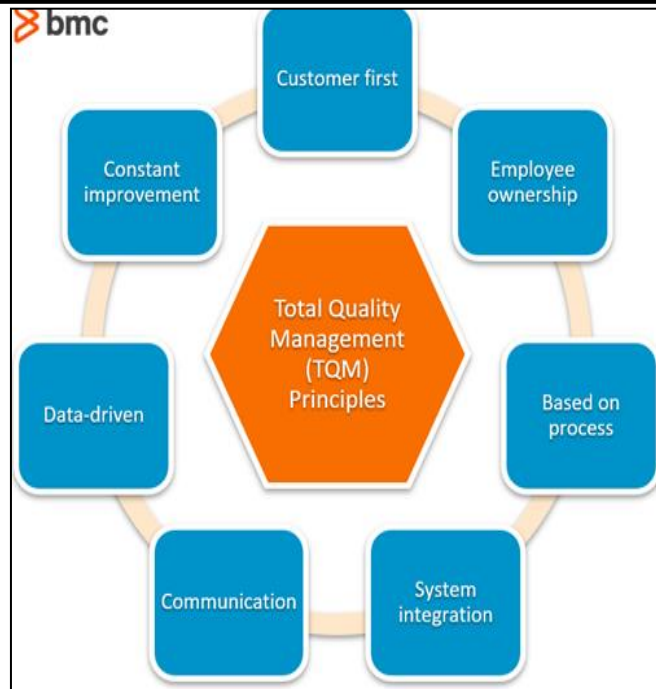 bmc
Customer first
Employee
ownership
Based on
process
System
integration
Communication
Data-driven
Constant
improvement
Total Quality
Management
(TQM)
Principles